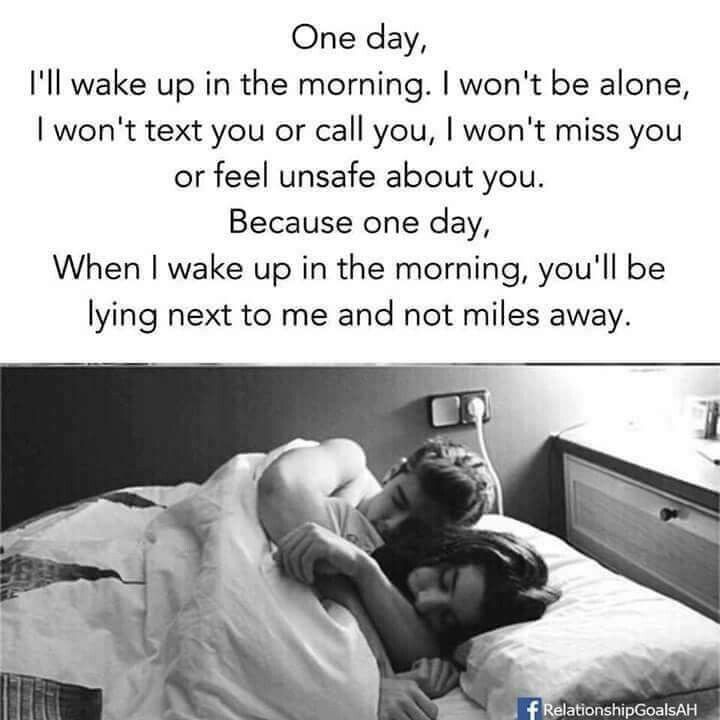 One day,
I'll wake up in the morning. I won't be alone,
I won't text you or call you, I won't miss you
or feel unsafe about you.
Because one day,
When I wake up in the morning, you'll be
lying next to me and not miles away.
f RelationshipGoalsAH